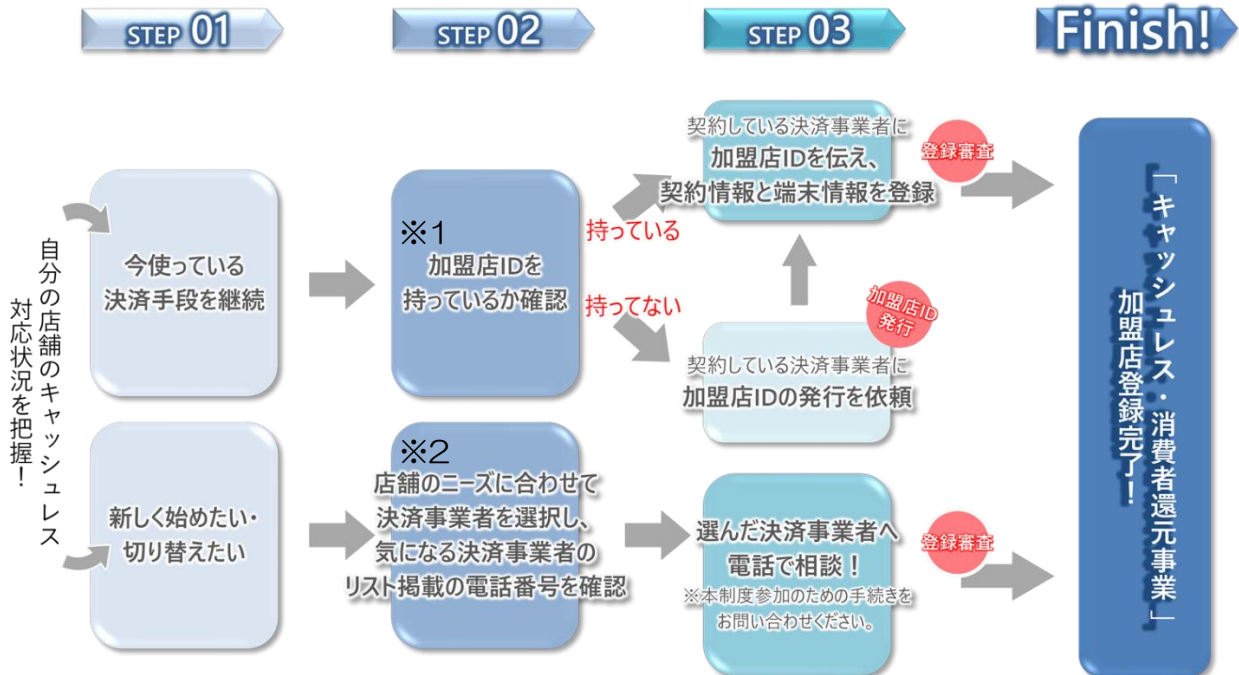 STEP 01
STEP 02
STEP 03
Finish!
自分の店舗のキャッシュレス
対応状況を把握！
今使っている
決済手段を継続
※1
加盟店IDを
持っているか確認
持っている
持ってない
契約している決済事業者に
加盟店IDを伝え、
契約情報と端末情報を登録
登録審査
加盟店ID
発行
契約している決済事業者に
加盟店IDの発行を依頼
新しく始めたい・
切り替えたい
※2
店舗のニーズに合わせて
決済事業者を選択し、
気になる決済事業者の
リスト掲載の電話番号を確認
選んだ決済事業者へ
電話で相談！
※本制度参加のための手続きを
お問い合わせください。
登録審査
「キャッシュレス・消費者還元事業」
加盟店登録完了！